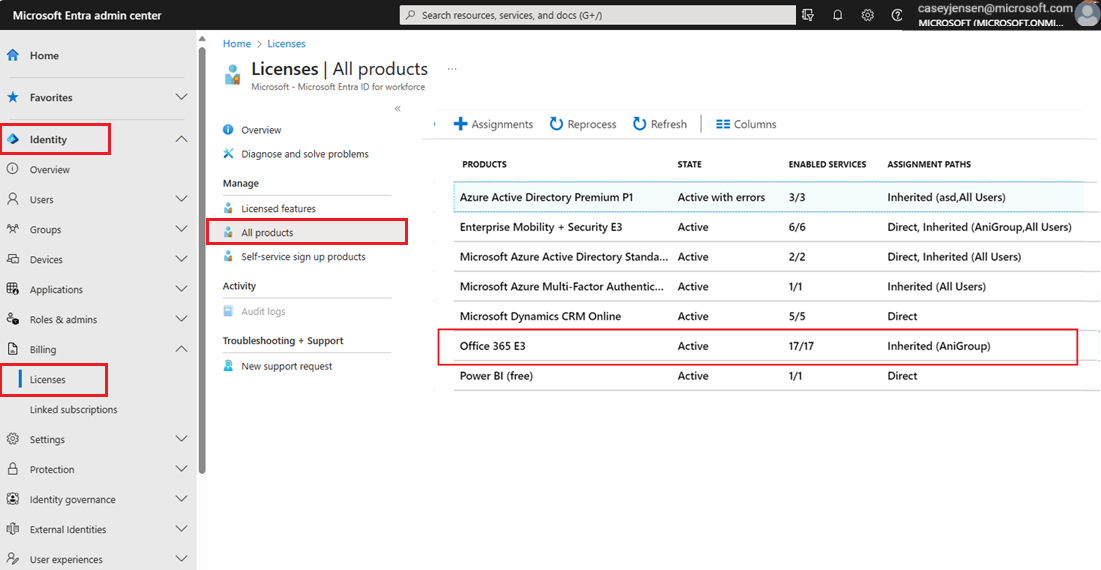 Microsoft Entra admin center
Search resources, services, and docs (G+/)
caseyjensen@microsoft.com
MICROSOFT (MICROSOFT.ONMI...
Home
Favorites
Identity
Overview
Users
Groups
Devices
Applications
Roles & admins
Billing
Licenses
Linked subscriptions
Settings
Protection
Identity governance
External Identities
User experiences
Home > Licenses
Licenses | All products ...
Microsoft - Microsoft Entra ID for workforce
«
Overview
Diagnose and solve problems
Manage
Licensed features
All products
Self-service sign up products
Activity
Audit logs
Troubleshooting + Support
New support request
+ Assignments Reprocess Refresh | Columns
PRODUCTS STATE ENABLED SERVICES ASSIGNMENT PATHS
Azure Active Directory Premium P1 Active with errors 3/3 Inherited (asd,All Users)
Enterprise Mobility + Security E3 Active 6/6 Direct, Inherited (AniGroup,All Users)
Microsoft Azure Active Directory Standa... Active 2/2 Direct, Inherited (All Users)
Microsoft Azure Multi-Factor Authentic... Active 1/1 Inherited (All Users)
Microsoft Dynamics CRM Online Active 5/5 Direct
Office 365 E3 Active 17/17 Inherited (AniGroup)
Power BI (free) Active 1/1 Direct